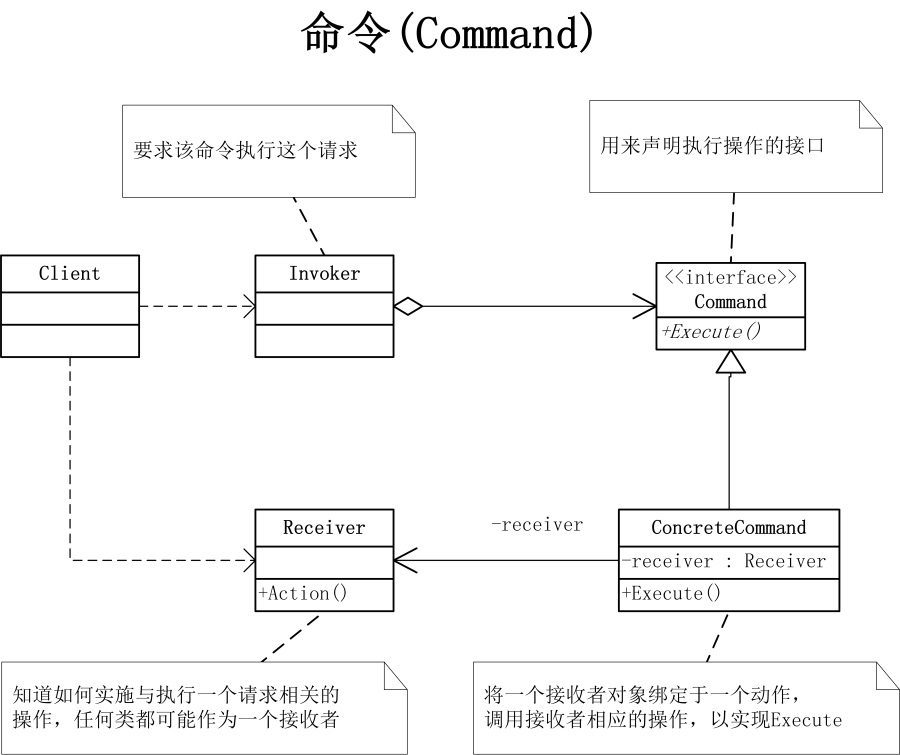 命令(Command)
要求该命令执行这个请求
用来声明执行操作的接口
Client
Invoker
<<interface>>
Command
+Execute()
Receiver
+Action()
-receiver
ConcreteCommand
-receiver : Receiver
+Execute()
知道如何实施与执行一个请求相关的
操作，任何类都可能作为一个接收者
将一个接收者对象绑定于一个动作，
调用接收者相应的操作，以实现Execute